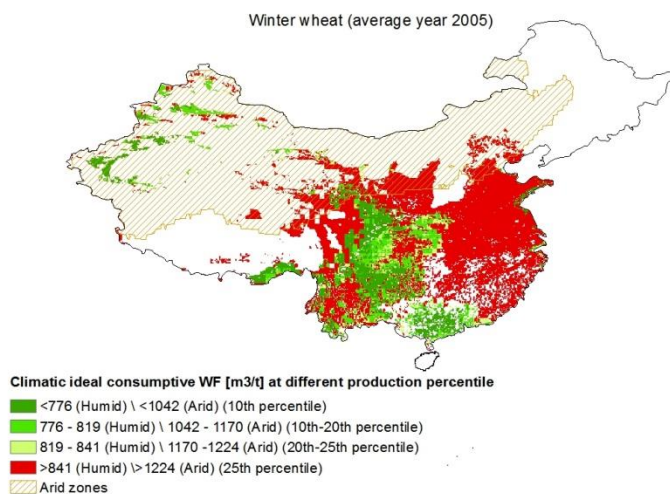 Winter wheat (average year 2005)
Climatic ideal consumptive WF [m3/t] at different production percentile
<776 (Humid) \ <1042 (Arid) (10th percentile)
776 - 819 (Humid) \ 1042 - 1170 (Arid) (10th-20th percentile)
819 - 841 (Humid) \ 1170 -1224 (Arid) (20th-25th percentile)
>841 (Humid) \>1224 (Arid) (25th percentile)
Arid zones